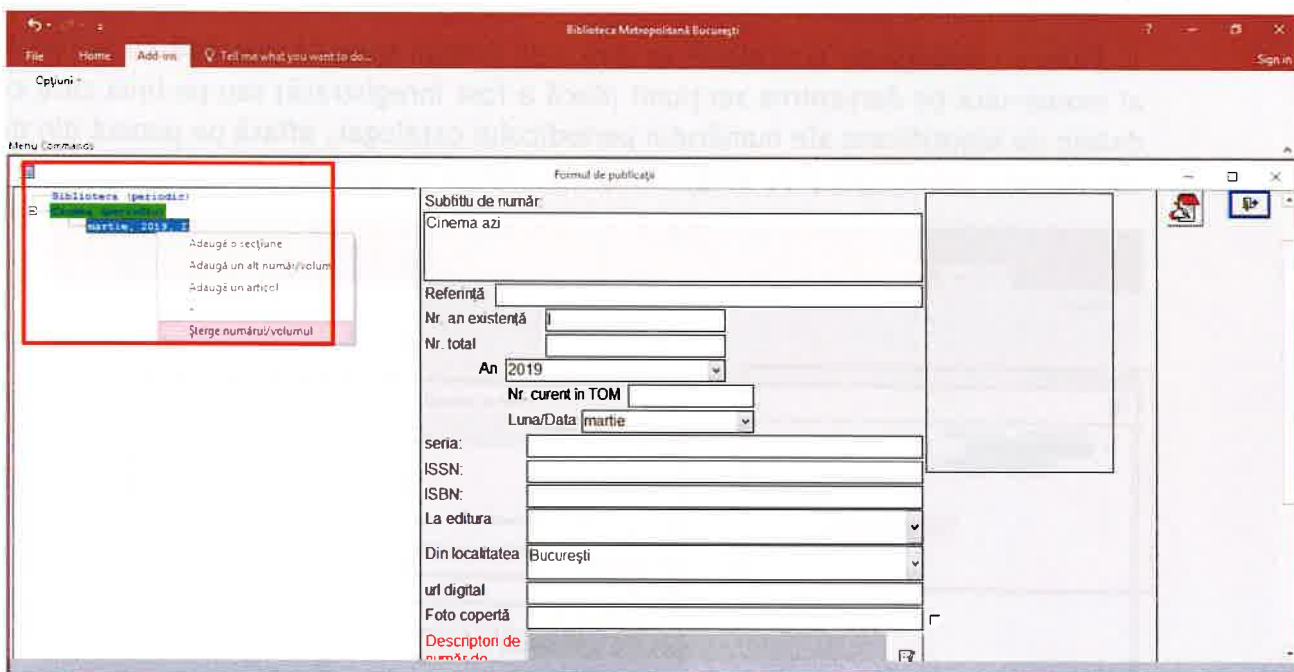 Biblioteca Metropolitană București
File Home Add-ins Tell me what you want to do...
Sign in
Opțiuni
Menu Commands
Formul de publicații
Biblioteca (periodic)
Cinema (periodic)
martie, 2019, I
Adaugă o secțiune
Adaugă un alt număr/volum
Adaugă un articol
-
Șterge numărul/volumul
Subtitlu de număr:
Cinema azi
Referință
Nr. an existență I
Nr. total
An 2019
Nr. curent în TOM
Luna/Data martie
seria:
ISSN:
ISBN:
La editura
Din localitatea București
url digital
Foto copertă
Descriptori de
număr de